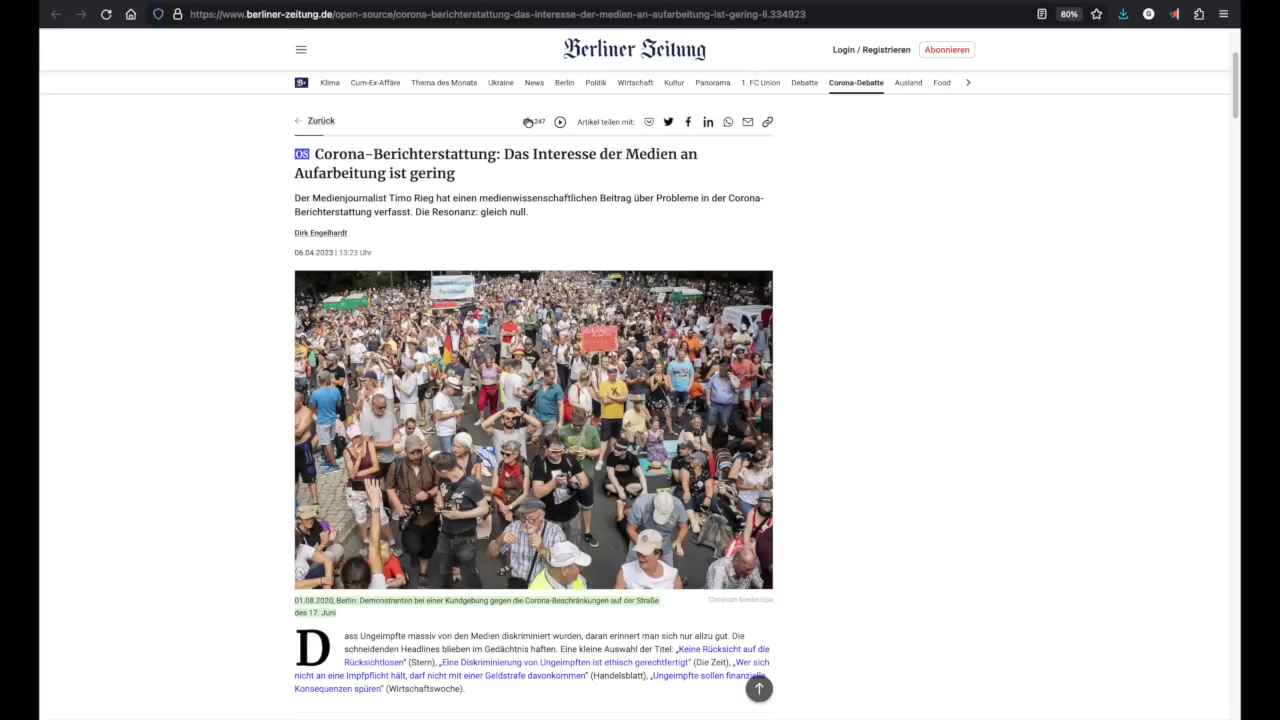 https://www.berliner-zeitung.de/open-source/corona-berichterstattung-das-interesse-der-medien-an-aufarbeitung-ist-gering-li.334923
80%
Berliner Zeitung
Login / Registrieren
Abonnieren
B+ Klima Cum-Ex-Affäre Thema des Monats Ukraine News Berlin Politik Wirtschaft Kultur Panorama 1. FC Union Debatte Corona-Debatte Ausland Food
Zurück
247
Artikel teilen mit:
OS Corona-Berichterstattung: Das Interesse der Medien an
Aufarbeitung ist gering
Der Medienjournalist Timo Rieg hat einen medienwissenschaftlichen Beitrag über Probleme in der Corona-
Berichterstattung verfasst. Die Resonanz: gleich null.
Dirk Engelhardt
06.04.2023 | 13:23 Uhr
01.08.2020, Berlin: Demonstranten bei einer Kundgebung gegen die Corona-Beschränkungen auf der Straße
des 17. Juni
Dass Ungeimpfte massiv von den Medien diskriminiert wurden, daran erinnert man sich nur allzu gut. Die
schneidenden Headlines blieben im Gedächtnis haften. Eine kleine Auswahl der Titel: „Keine Rücksicht auf die
Rücksichtlosen“ (Stern), „Eine Diskriminierung von Ungeimpften ist ethisch gerechtfertigt“ (Die Zeit), „Wer sich
nicht an eine Impfpflicht hält, darf nicht mit einer Geldstrafe davonkommen“ (Handelsblatt), „Ungeimpfte sollen finanzielle
Konsequenzen spüren“ (Wirtschaftswoche).